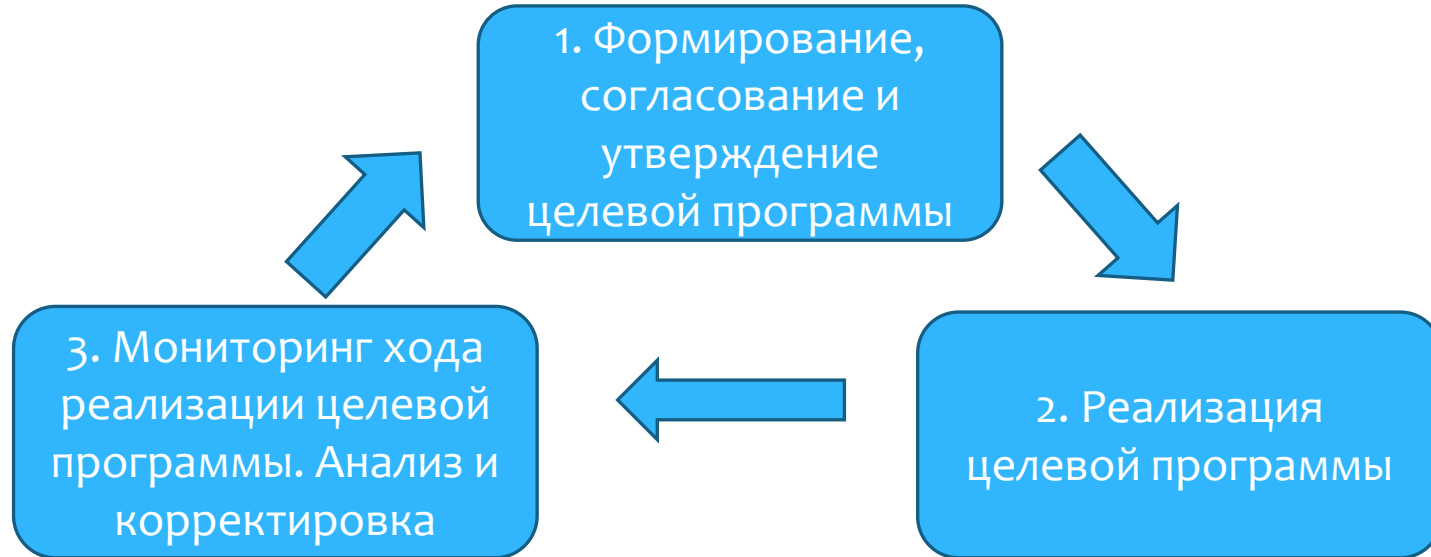 1. Формирование,
согласование и
утверждение
целевой программы
2. Реализация
целевой программы
3. Мониторинг хода
реализации целевой
программы. Анализ и
корректировка